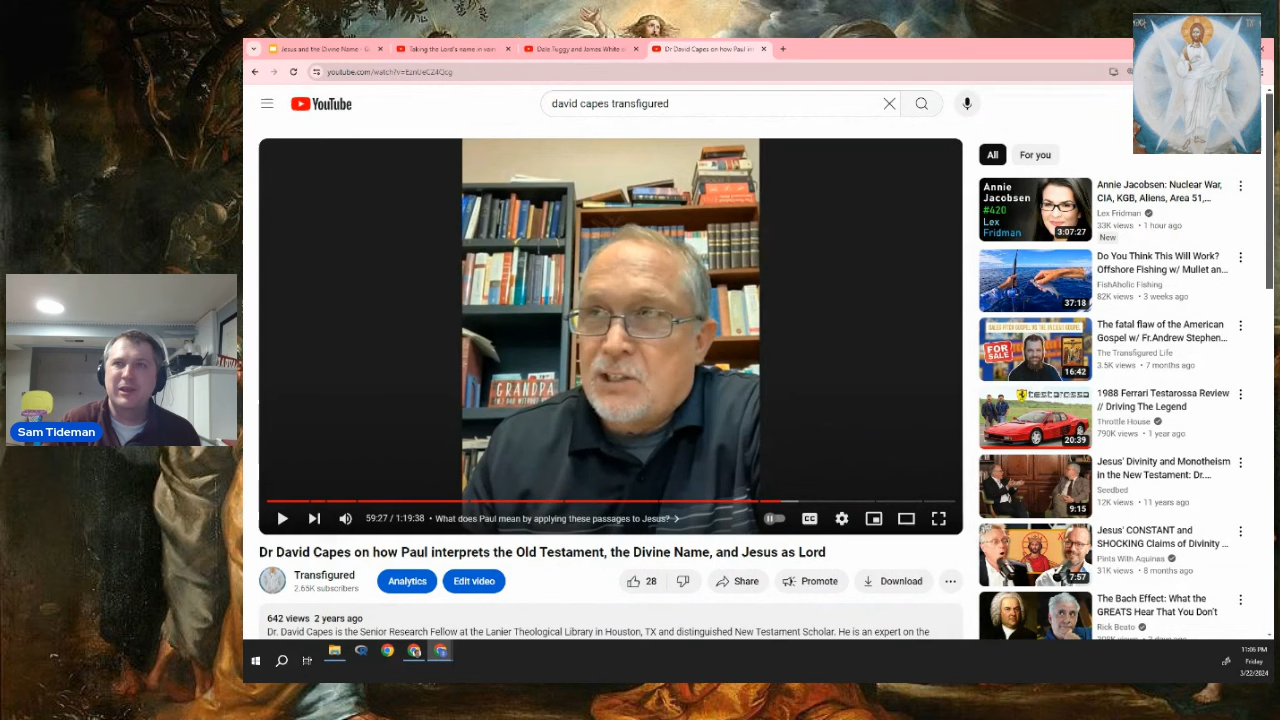 Jesus and the Divine Name - G
Taking the Lord's name in vain
Dale Tuggy and James White o
Dr David Capes on how Paul in
youtube.com/watch?v=EzriUeC24Qog
YouTube
david capes transfigured
All
For you
Annie
Jacobsen
#420
Lex
Fridman
3:07:27
Annie Jacobsen: Nuclear War,
CIA, KGB, Aliens, Area 51,...
Lex Fridman
33K views • 1 hour ago
New
37:18
Do You Think This Will Work?
Offshore Fishing w/ Mullet an...
FishAholic Fishing
82K views • 3 weeks ago
FOR
SALE
16:42
The fatal flaw of the American
Gospel w/ Fr.Andrew Stephen...
The Transfigured Life
3.5K views • 7 months ago
testarossa
20:39
1988 Ferrari Testarossa Review
// Driving The Legend
Throttle House
790K views • 1 year ago
9:15
Jesus' Divinity and Monotheism
in the New Testament: Dr....
Seedbed
12K views • 11 years ago
7:57
Jesus' CONSTANT and
SHOCKING Claims of Divinity ...
Pints With Aquinas
31K views • 8 months ago
The Bach Effect: What the
GREATS Hear That You Don't
Rick Beato
GRANDPA
59:27 / 1:19:38 • What does Paul mean by applying these passages to Jesus?
CC
Dr David Capes on how Paul interprets the Old Testament, the Divine Name, and Jesus as Lord
Transfigured
2.65K subscribers
Analytics
Edit video
28
Share
Promote
Download
642 views 2 years ago
Dr. David Capes is the Senior Research Fellow at the Lanier Theological Library in Houston, TX and distinguished New Testament Scholar. He is an expert on the
Sam Tideman
11:06 PM
Friday
3/22/2024